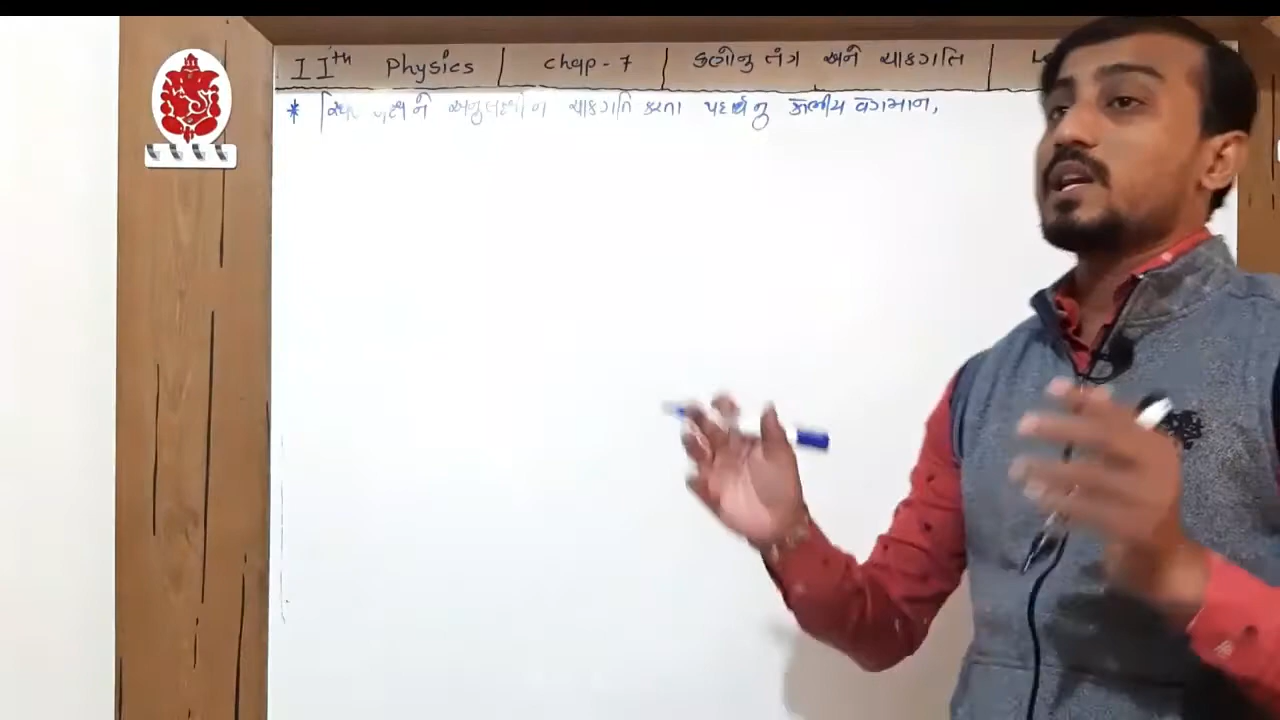 11th Physics | Chap-7 | કણોનુ તંત્ર અને ચાકગતિ |
* સ્થિર અક્ષને અનુલક્ષીને ચાકગતિ કરતા પદાર્થનુ કોણીય વેગમાન.